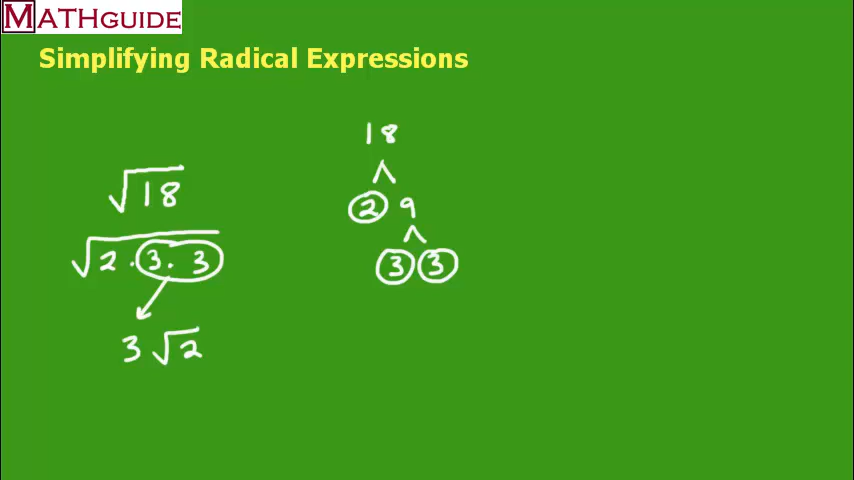 MATHGUIDE
Simplifying Radical Expressions
18
√18
2 9
√2 · 3 · 3
3 3
3√2